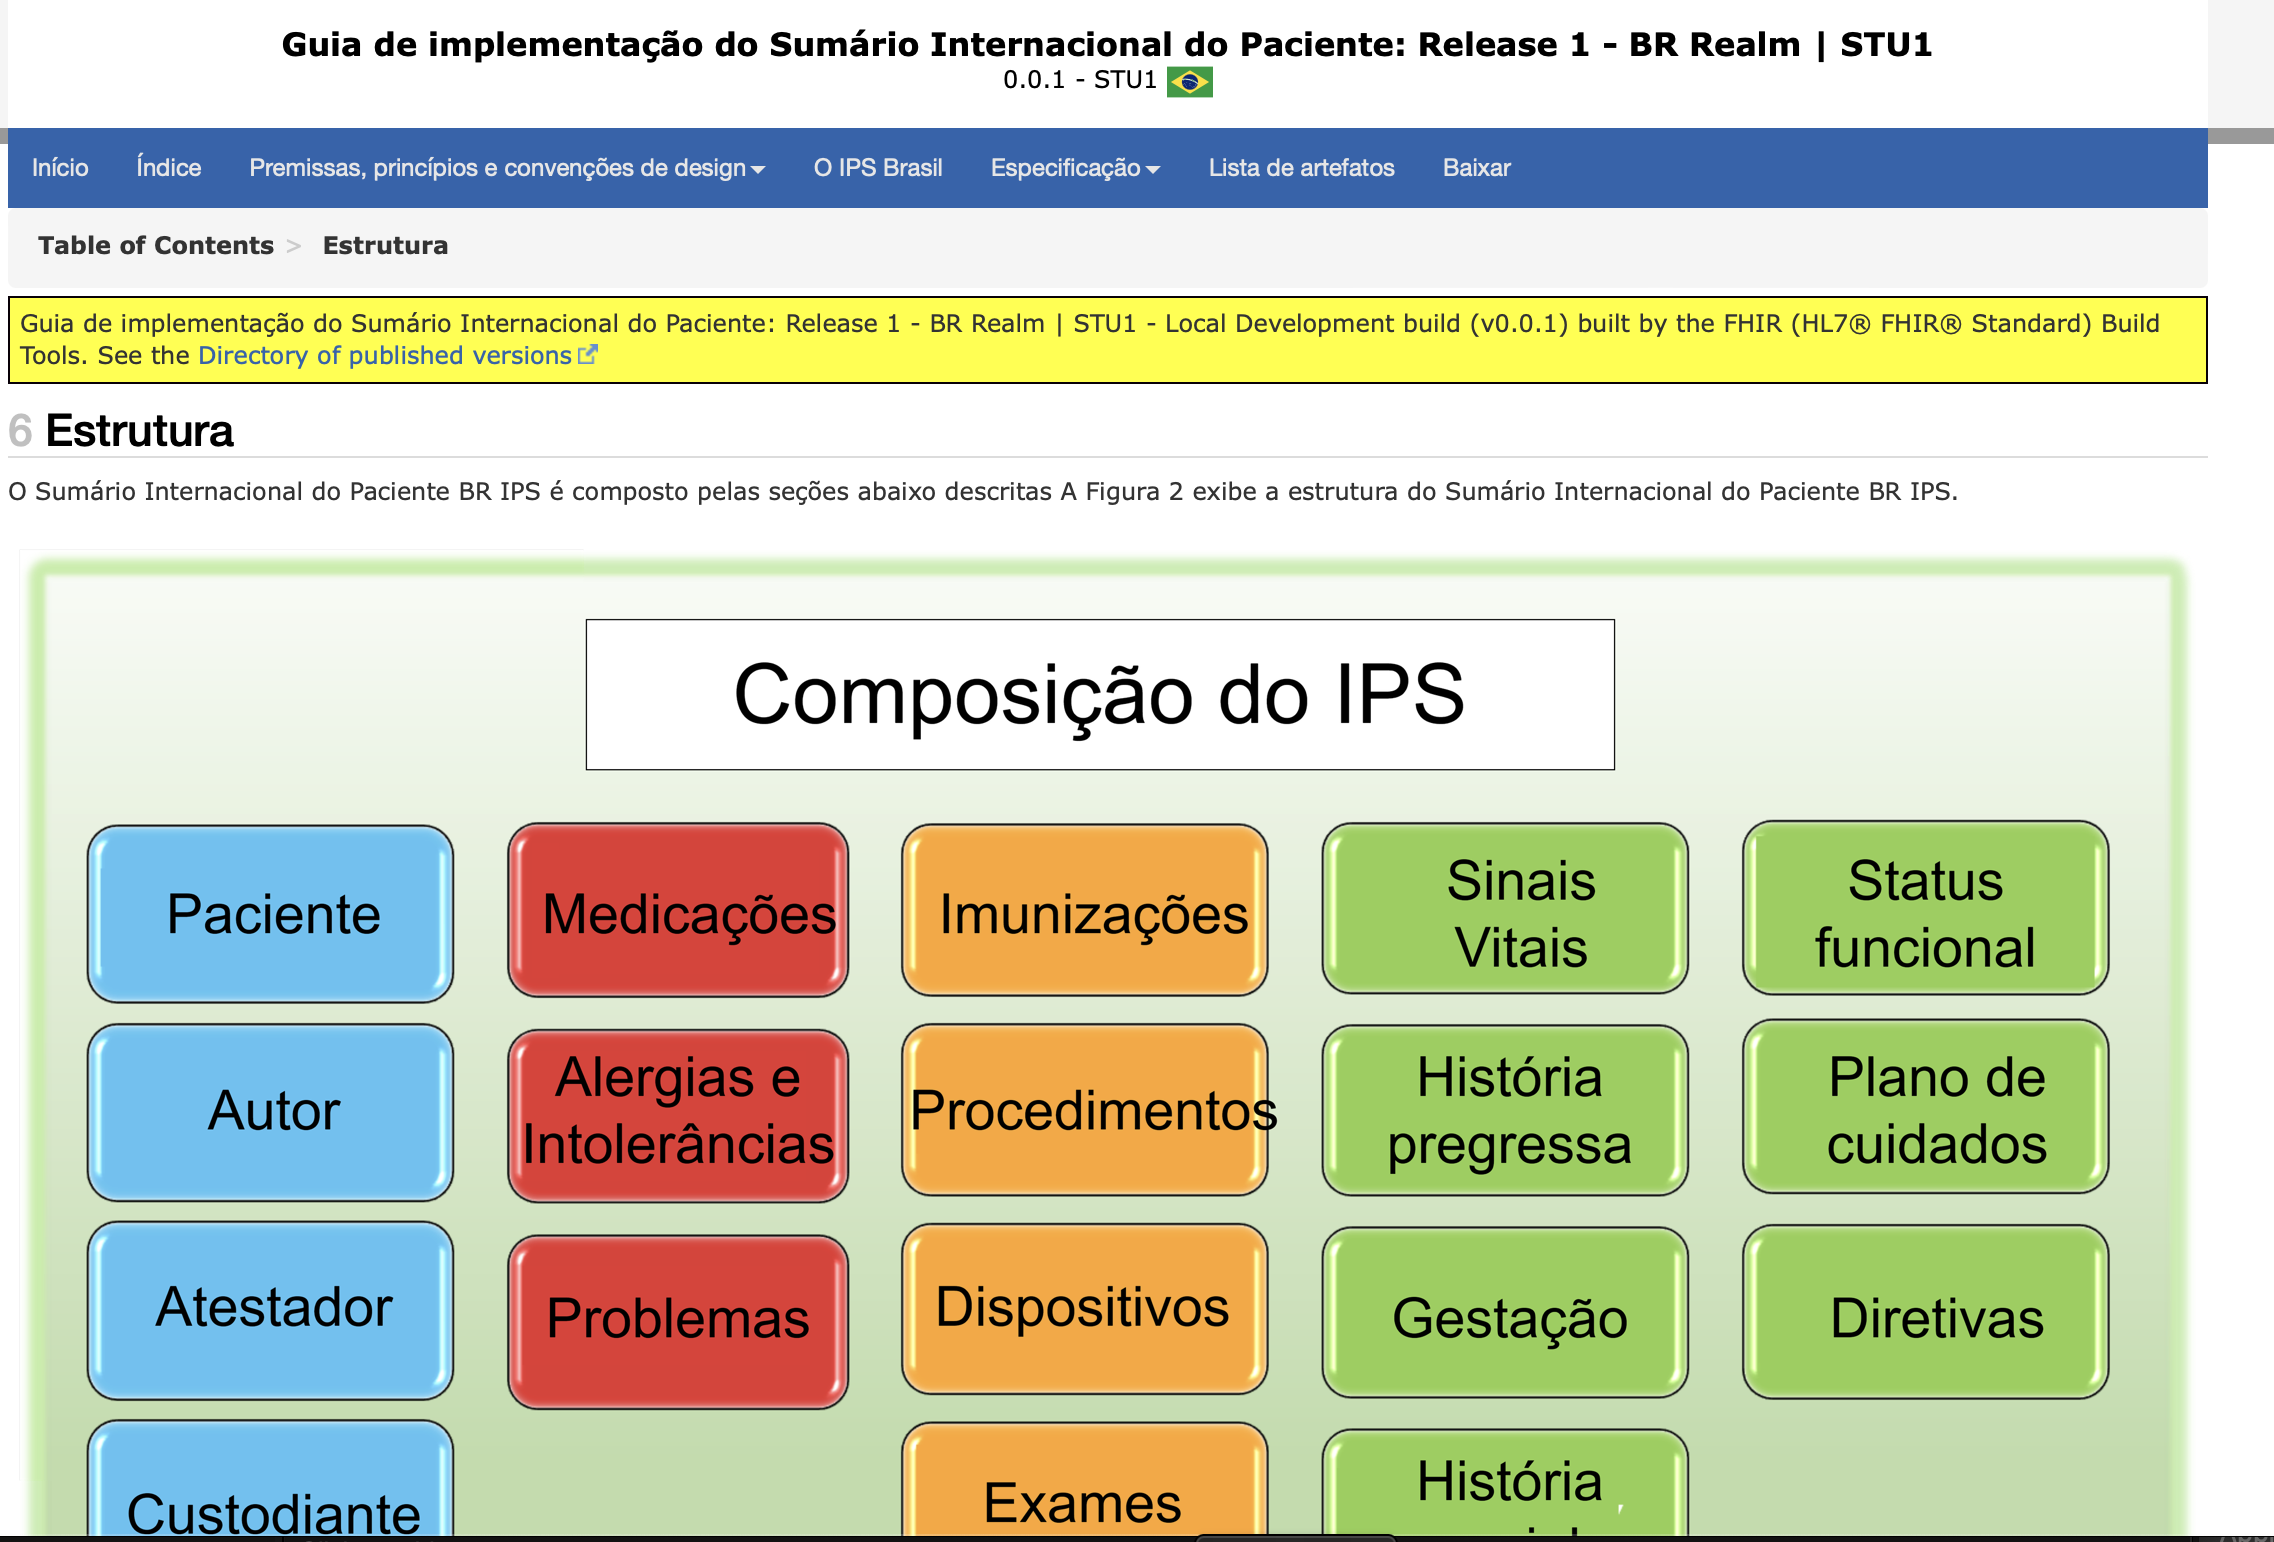 Guia de implementação do Sumário Internacional do Paciente: Release 1 - BR Realm | STU1
0.0.1 - STU1
Início Índice Premissas, princípios e convenções de design O IPS Brasil Especificação Lista de artefatos Baixar
Table of Contents > Estrutura
Guia de implementação do Sumário Internacional do Paciente: Release 1 - BR Realm | STU1 - Local Development build (v0.0.1) built by the FHIR (HL7® FHIR® Standard) Build
Tools. See the Directory of published versions
6 Estrutura
O Sumário Internacional do Paciente BR IPS é composto pelas seções abaixo descritas A Figura 2 exibe a estrutura do Sumário Internacional do Paciente BR IPS.
Composição do IPS
Paciente
Medicações
Imunizações
Sinais
Vitais
Status
funcional
Autor
Alergias e
Intolerâncias
Procedimentos
História
pregressa
Plano de
cuidados
Atestador
Problemas
Dispositivos
Gestação
Diretivas
Custodiante
Exames
História